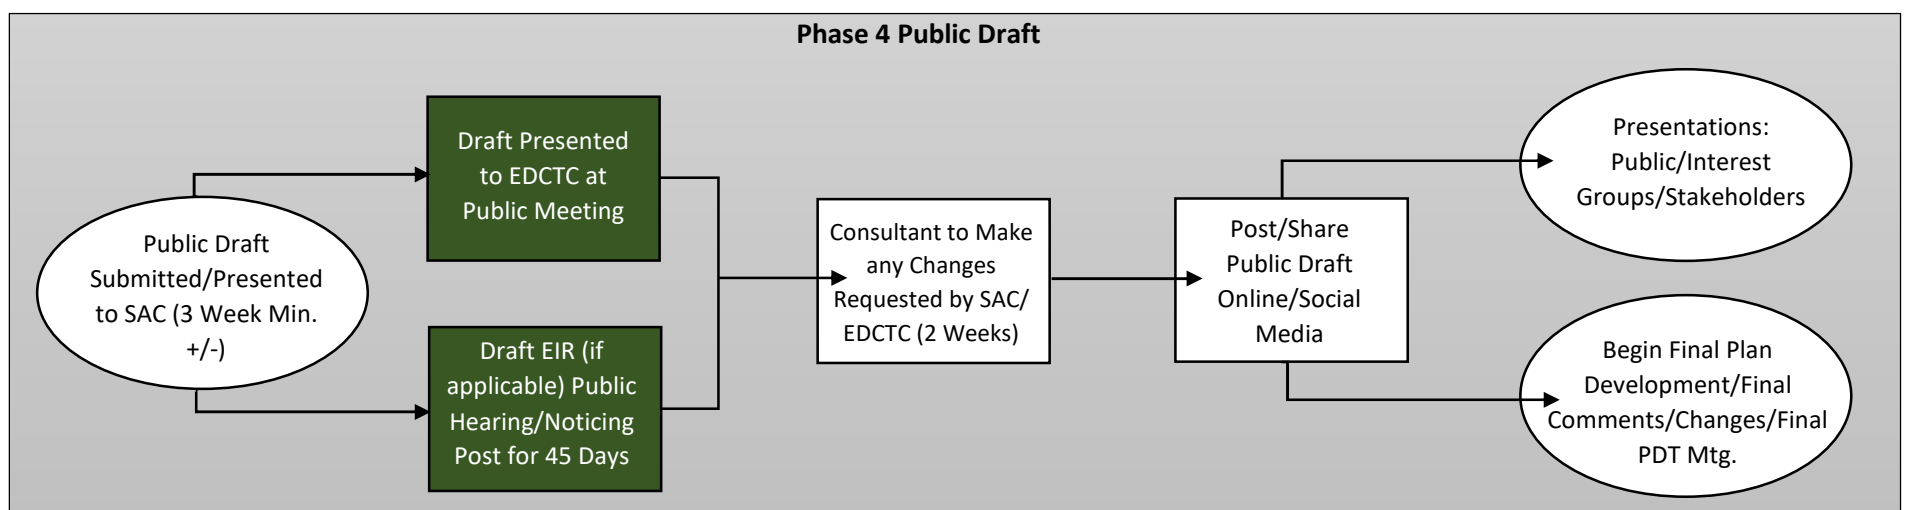 Phase 4 Public Draft
Public Draft
Submitted/Presented
to SAC (3 Week Min.
+/-)
Draft Presented
to EDCTC at
Public Meeting
Draft EIR (if
applicable) Public
Hearing/Noticing
Post for 45 Days
Consultant to Make
any Changes
Requested by SAC/
EDCTC (2 Weeks)
Post/Share
Public Draft
Online/Social
Media
Presentations:
Public/Interest
Groups/Stakeholders
Begin Final Plan
Development/Final
Comments/Changes/Final
PDT Mtg.